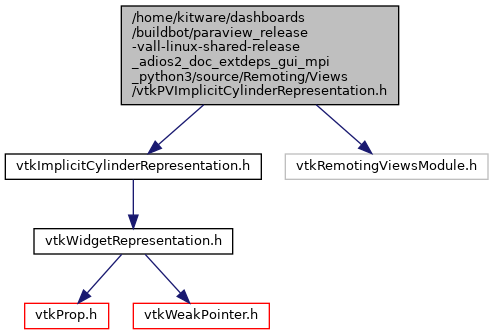 /home/kitware/dashboards
/buildbot/paraview_release
-vall-linux-shared-release
_adios2_doc_extdeps_gui_mpi
_python3/source/Remoting/Views
/vtkPVImplicitCylinderRepresentation.h
vtkImplicitCylinderRepresentation.h
vtkRemotingViewsModule.h
vtkWidgetRepresentation.h
vtkProp.h
vtkWeakPointer.h